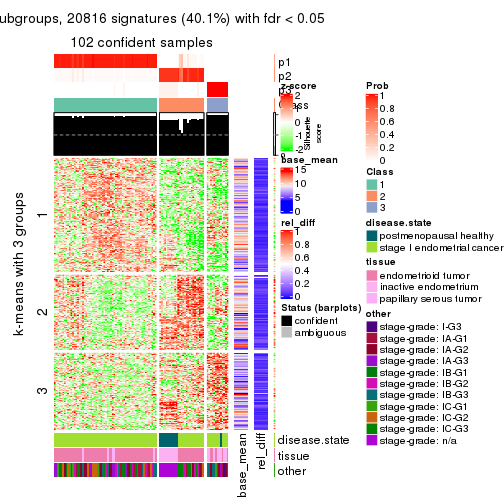 ubgroups, 20816 signatures (40.1%) with fdr < 0.05
102 confident samples
p1
p2
p3
Class
Silhouette
score
k-means with 3 groups
1
2
3
base_mean
rel_diff
disease.state
tissue
other
z-score
2
1
0
-1
-2
base_mean
15
10
5
0
rel_diff
1
0.8
0.6
0.4
0.2
0
Status (barplots)
confident
ambiguous
Prob
1
0.8
0.6
0.4
0.2
0
Class
1
2
3
disease.state
postmenopausal healthy
stage I endometrial cancer
tissue
endometrioid tumor
inactive endometrium
papillary serous tumor
other
stage-grade: I-G3
stage-grade: IA-G1
stage-grade: IA-G2
stage-grade: IA-G3
stage-grade: IB-G1
stage-grade: IB-G2
stage-grade: IB-G3
stage-grade: IC-G1
stage-grade: IC-G2
stage-grade: IC-G3
stage-grade: n/a